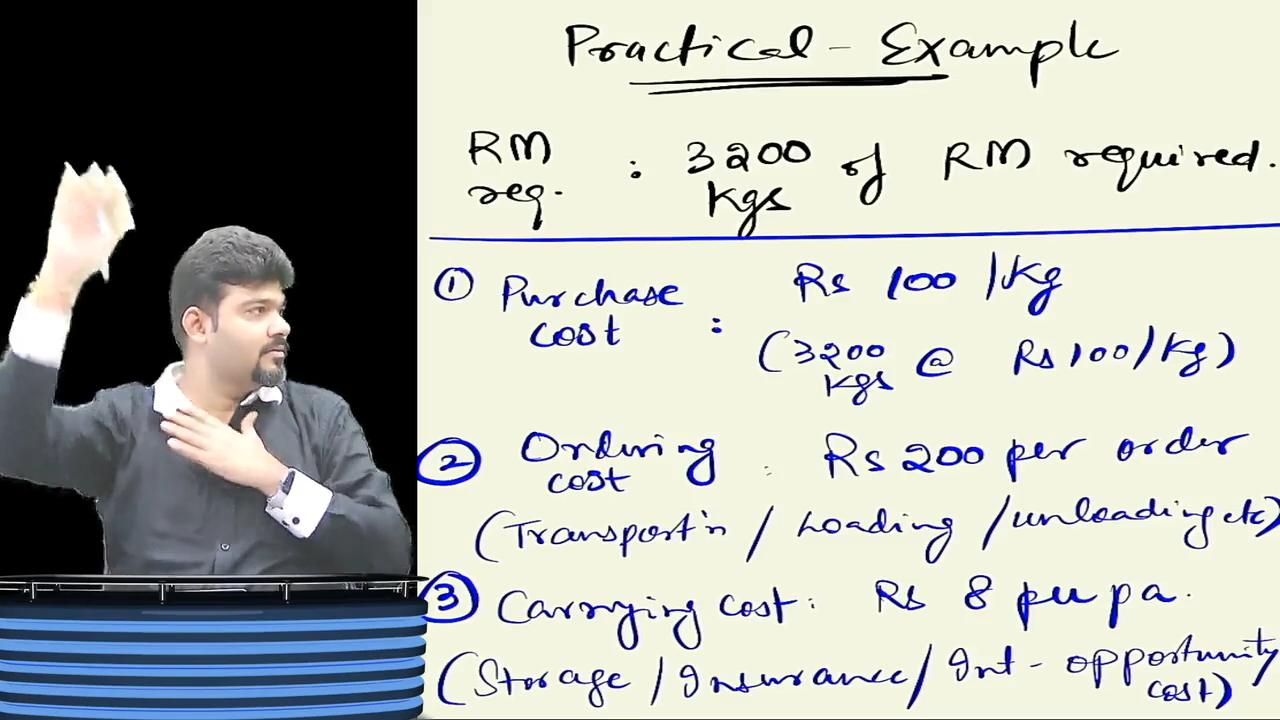 Practical - Example
RM req. : 3200 kgs of RM required.
① Purchase cost : Rs 100 /Kg
(3200 kgs @ Rs 100/Kg)
② Ordering cost : Rs 200 per order
(Transport'n / Loading / unloading etc)
③ Carrying cost : Rs 8 pu pa.
(Storage / Insurance / Int - opportunity cost)